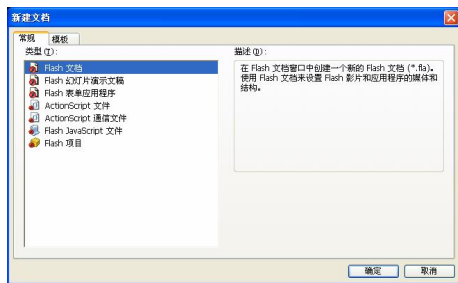 新建文档
常规 模板
类型(T):
Flash 文档
Flash 幻灯片演示文稿
Flash 表单应用程序
ActionScript 文件
ActionScript 通信文件
Flash JavaScript 文件
Flash 项目
描述(D):
在 Flash 文档窗口中创建一个新的 Flash 文档 (*.fla)。
使用 Flash 文档来设置 Flash 影片和应用程序的媒体和
结构。
确定 取消